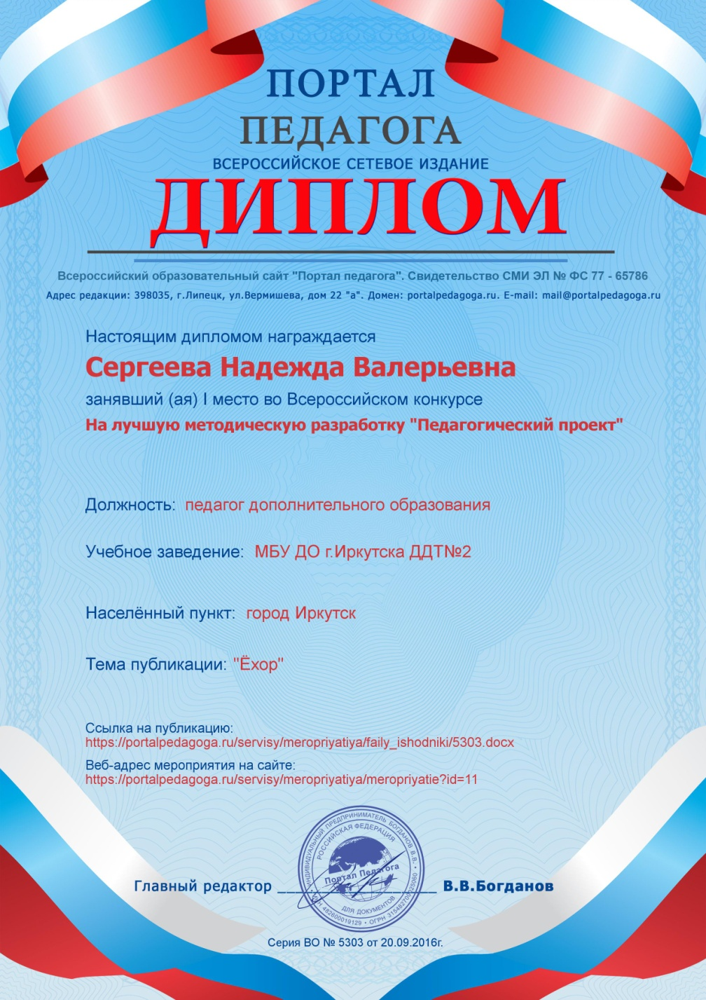 ПОРТАЛ
ПЕДАГОГА
ВСЕРОССИЙСКОЕ СЕТЕВОЕ ИЗДАНИЕ
ДИПЛОМ
Всероссийский образовательный сайт "Портал педагога". Свидетельство СМИ ЭЛ № ФС 77 - 65786
Адрес редакции: 398035, г.Липецк, ул.Вермишева, дом 22 "а". Домен: portalpedagoga.ru. E-mail: mail@portalpedagoga.ru
Настоящим дипломом награждается
Сергеева Надежда Валерьевна
занявший (ая) I место во Всероссийском конкурсе
На лучшую методическую разработку "Педагогический проект"
Должность: педагог дополнительного образования
Учебное заведение: МБУ ДО г.Иркутска ДДТ№2
Населённый пункт: город Иркутск
Тема публикации: "Ёхор"
Ссылка на публикацию:
https://portalpedagoga.ru/servisy/meropriyatiya/faily_ishodniki/5303.docx
Веб-адрес мероприятия на сайте:
https://portalpedagoga.ru/servisy/meropriyatiya/meropriyatie?id=11
ИНДИВИДУАЛЬНЫЙ ПРЕДПРИНИМАТЕЛЬ БОГДАНОВ В.В.
РОССИЙСКАЯ ФЕДЕРАЦИЯ
Портал Педагога
ДЛЯ ДОКУМЕНТОВ
ИНН 482600019129 • ОГРН 315482700025060
Главный редактор ____________________ В.В.Богданов
Серия ВО № 5303 от 20.09.2016г.